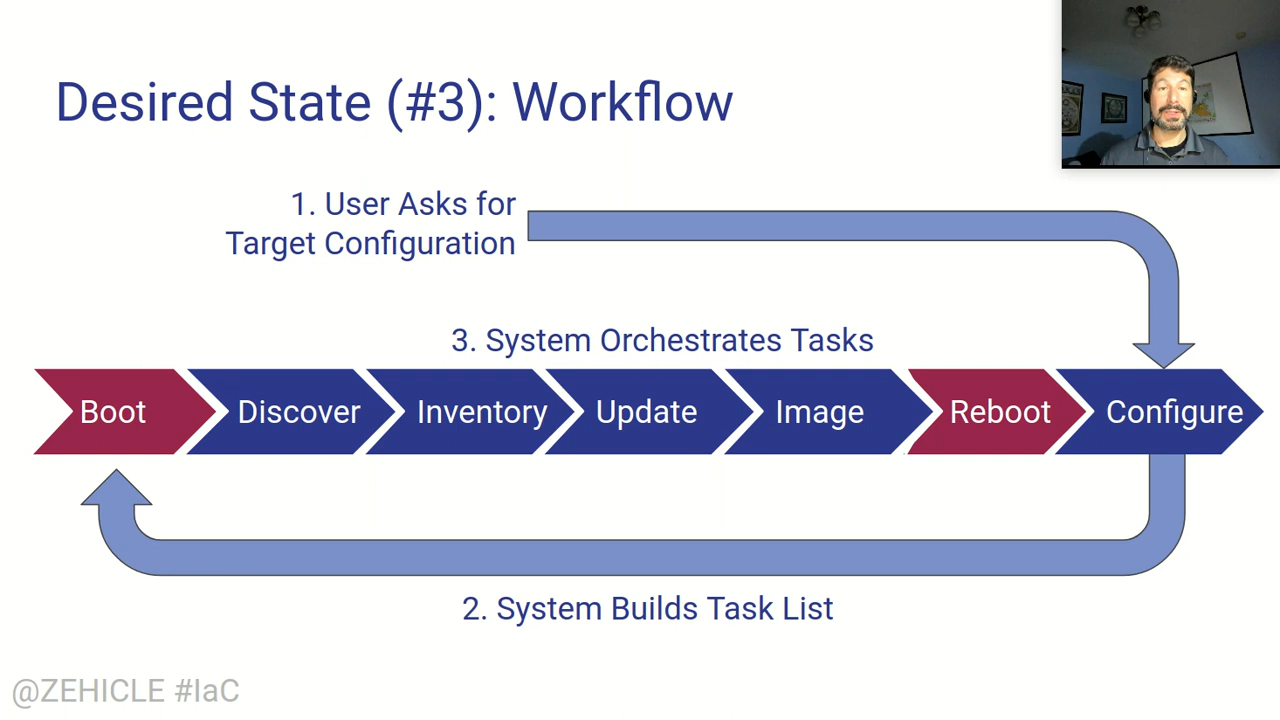 Desired State (#3): Workflow
1. User Asks for
Target Configuration
3. System Orchestrates Tasks
Boot
Discover
Inventory
Update
Image
Reboot
Configure
2. System Builds Task List
@ZEHICLE #IaC